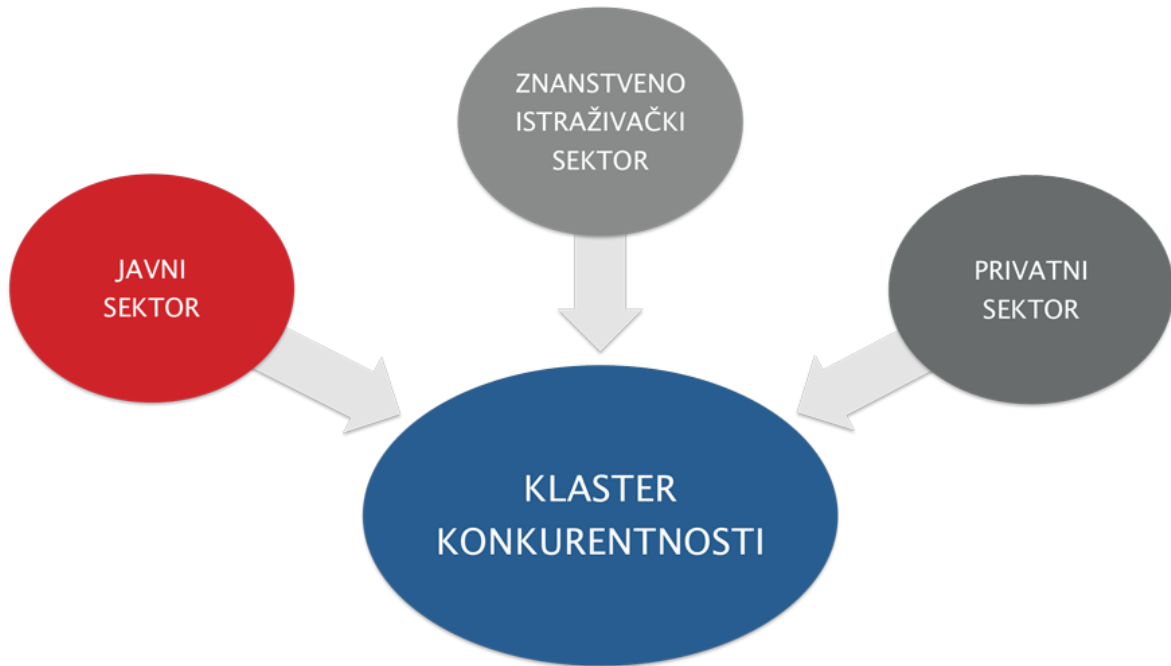 ZNANSTVENO
ISTRAŽIVAČKI
SEKTOR
JAVNI
SEKTOR
PRIVATNI
SEKTOR
KLASTER
KONKURENTNOSTI